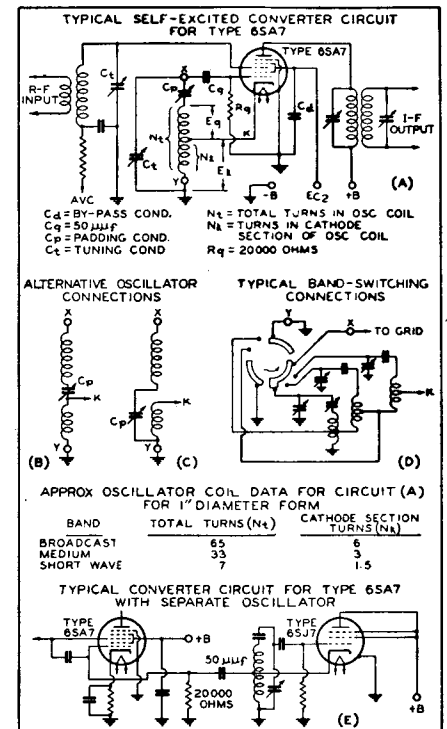 TYPICAL SELF-EXCITED CONVERTER CIRCUIT
FOR TYPE 6SA7
TYPE 6SA7
R-F
INPUT
Ct
Cp
X
Cg
Rg
Eg
Nt
Nk
Ek
K
Cd
Ct
Y
I-F
OUTPUT
AVC
-B
EC2
+B
(A)
Cd = BY-PASS COND.
Cg = 50 μμf
Cp = PADDING COND.
Ct = TUNING COND
Nt = TOTAL TURNS IN OSC COIL
Nk = TURNS IN CATHODE
SECTION OF OSC COIL
Rg = 20000 OHMS
ALTERNATIVE OSCILLATOR
CONNECTIONS
X
X
Cp
K
K
Cp
Y
Y
(B)
(C)
TYPICAL BAND-SWITCHING
CONNECTIONS
Y
X
TO GRID
K
(D)
APPROX OSCILLATOR COIL DATA FOR CIRCUIT (A)
FOR 1" DIAMETER FORM
BAND TOTAL TURNS (Nt) CATHODE SECTION TURNS (Nk)
BROADCAST 65 6
MEDIUM 33 3
SHORT WAVE 7 1.5
TYPICAL CONVERTER CIRCUIT FOR TYPE 6SA7
WITH SEPARATE OSCILLATOR
TYPE
6SA7
+B
50 μμf
20000
OHMS
TYPE
6SJ7
+B
(E)